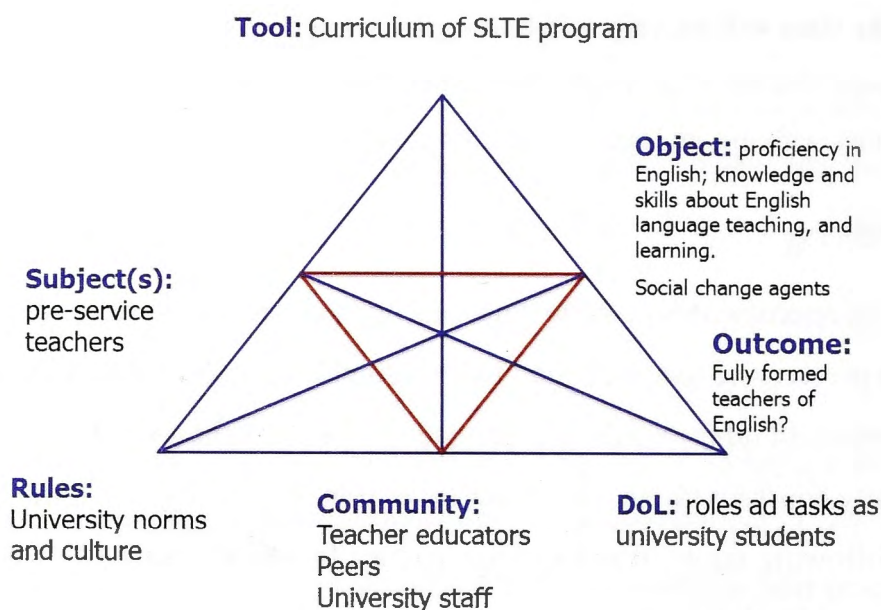 Tool: Curriculum of SLTE program
Object: proficiency in
English; knowledge and
skills about English
language teaching, and
learning.
Social change agents
Subject(s):
pre-service
teachers
Outcome:
Fully formed
teachers of
English?
Rules:
University norms
and culture
Community:
Teacher educators
Peers
University staff
DoL: roles ad tasks as
university students